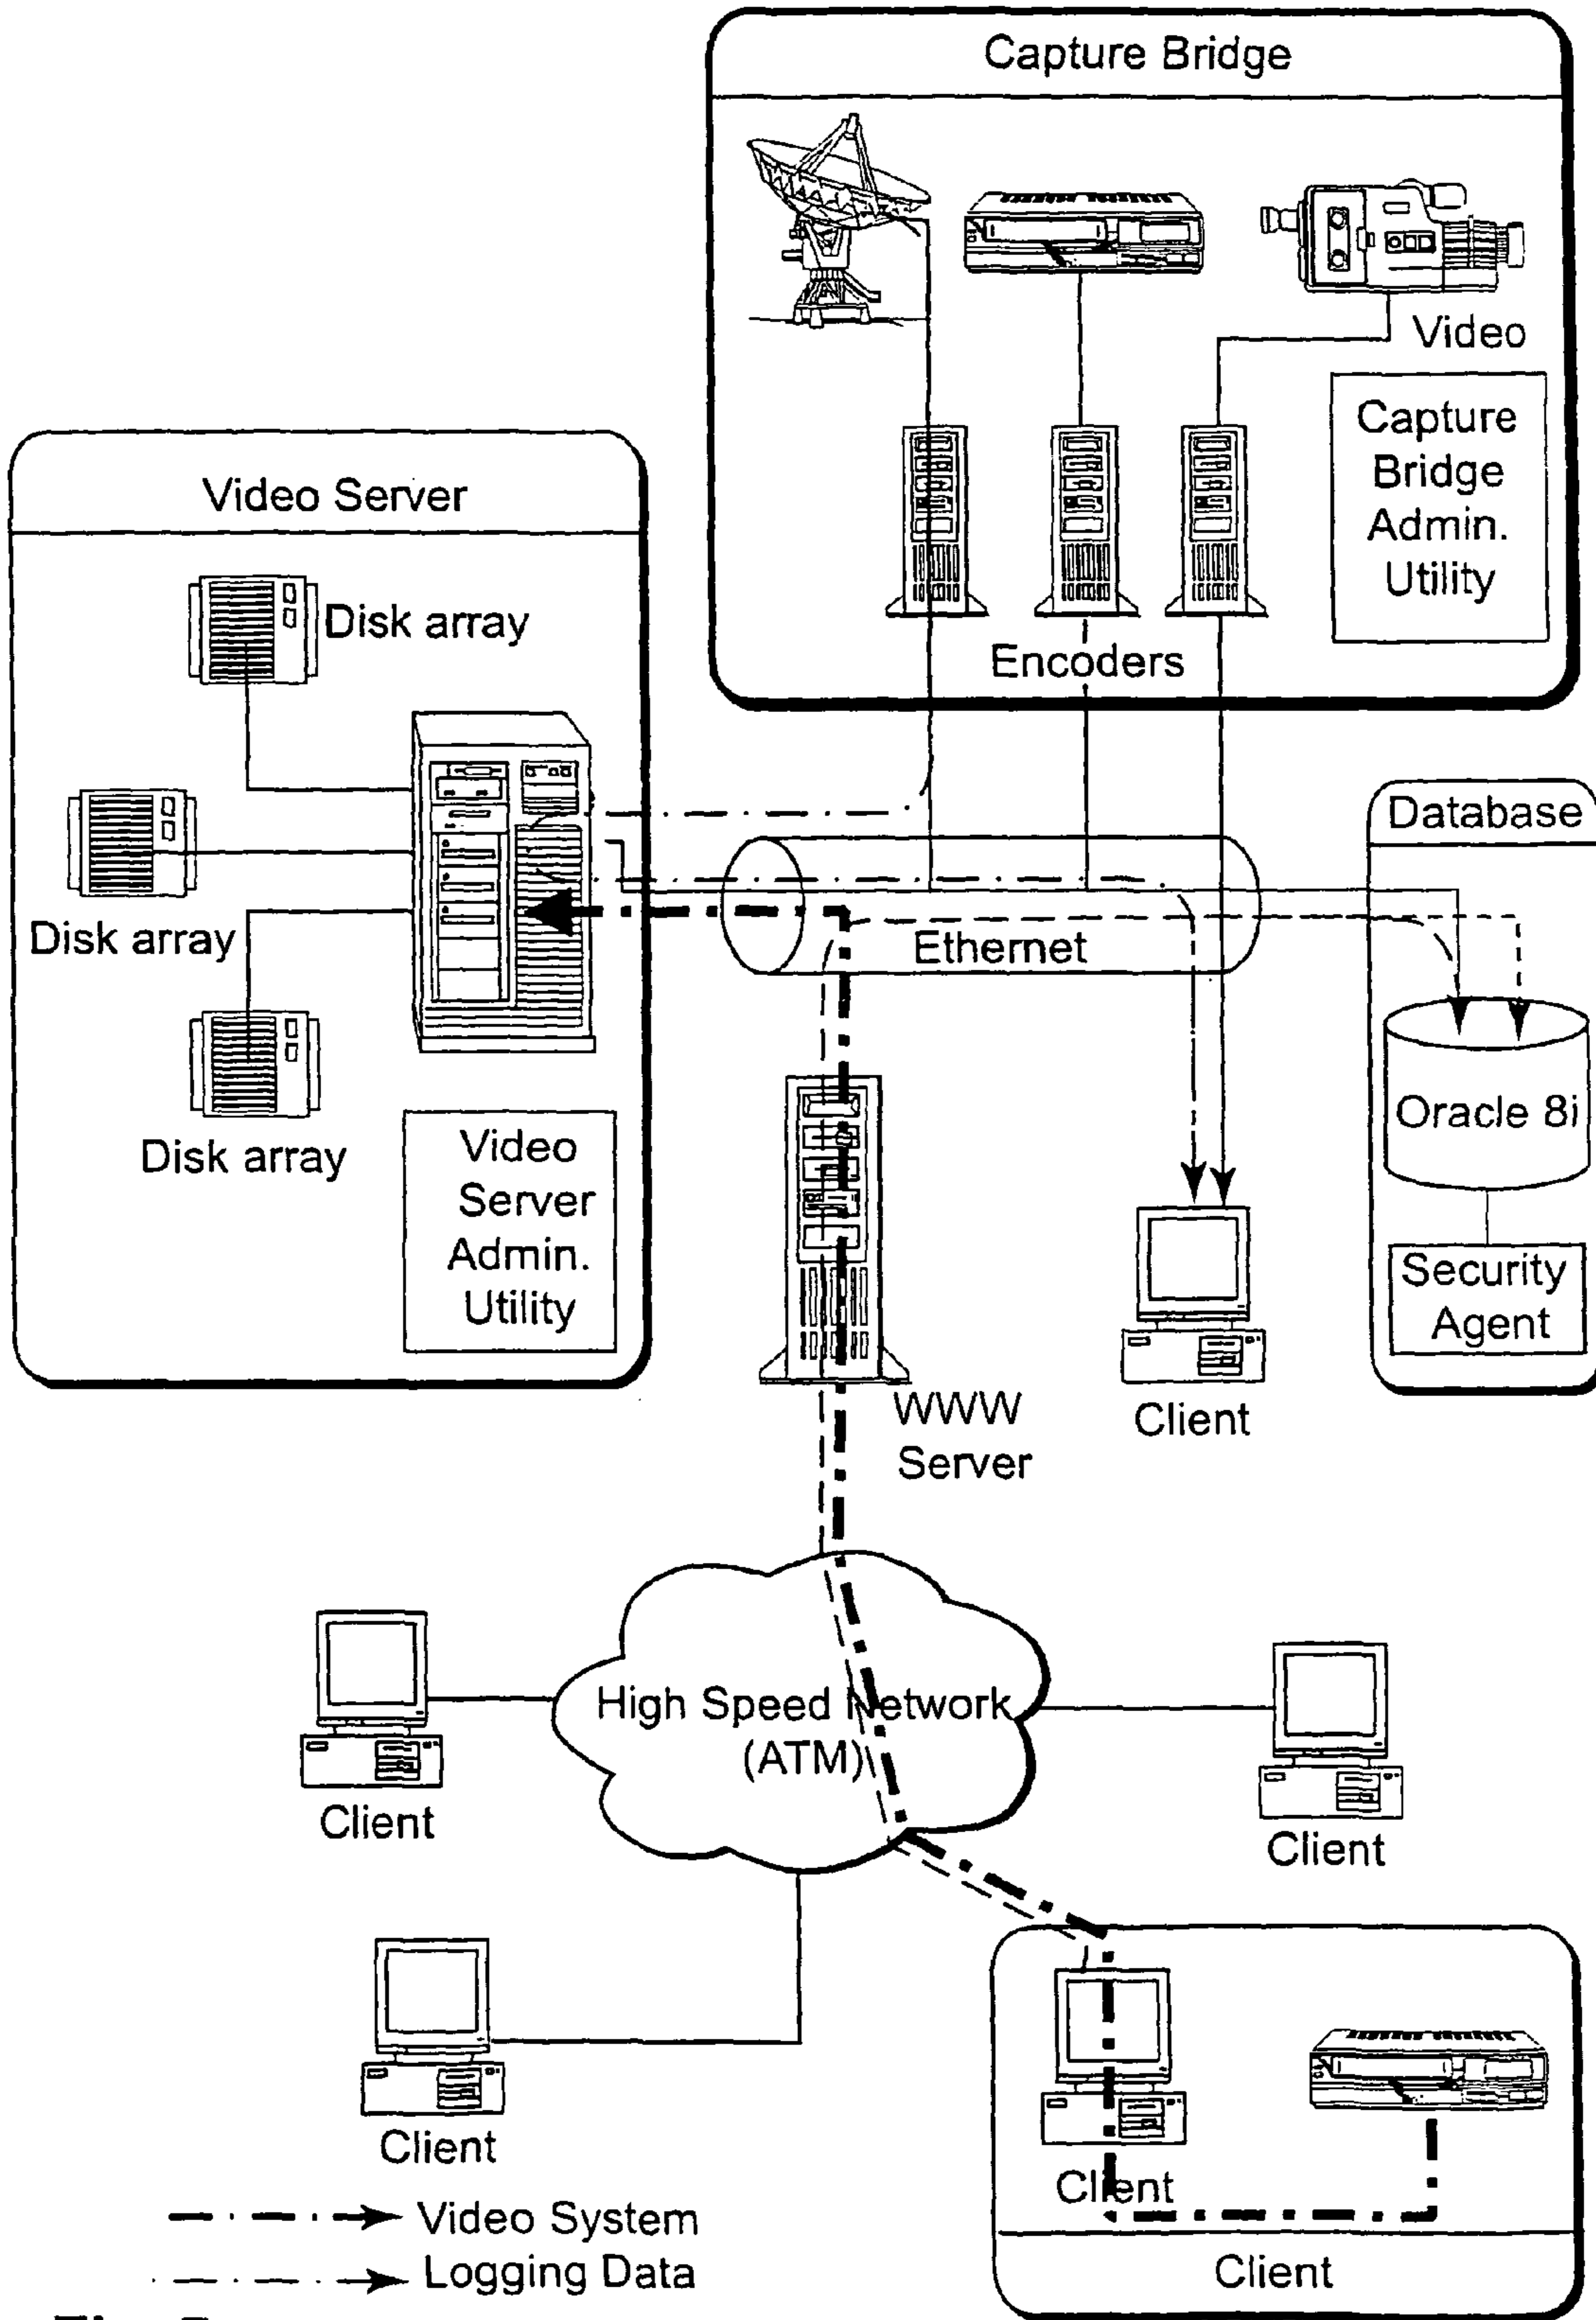 Capture Bridge
Video
Capture
Bridge
Admin.
Utility
Encoders
Video Server
Disk array
Disk array
Disk array
Video
Server
Admin.
Utility
Database
Ethernet
Oracle 8i
Security
Agent
WWW
Server
Client
High Speed Network
(ATM)
Client
Client
Client
Client
Client
Video System
Logging Data